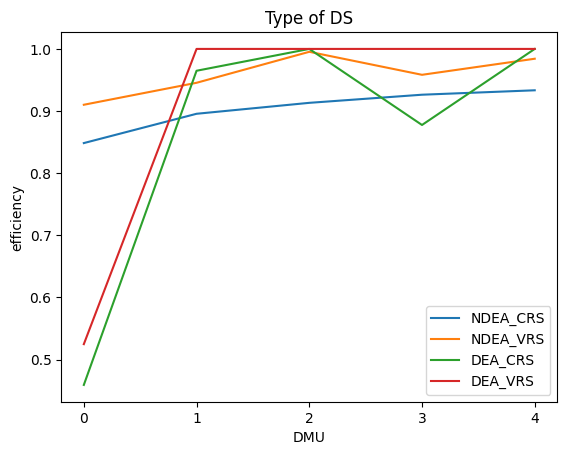 Type of DS
efficiency
1.0
0.9
0.8
0.7
0.6
0.5
0 1 2 3 4
DMU
NDEA_CRS
NDEA_VRS
DEA_CRS
DEA_VRS